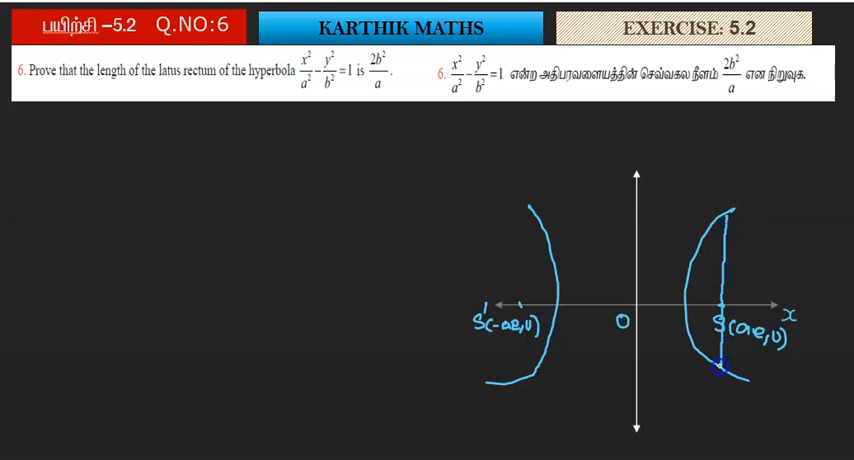 பயிற்சி –5.2 Q.NO:6
KARTHIK MATHS
EXERCISE: 5.2
6. Prove that the length of the latus rectum of the hyperbola x²/a² − y²/b² = 1 is 2b²/a.
6. x²/a² − y²/b² = 1 என்ற அதிபரவளையத்தின் செவ்வகல நீளம் 2b²/a என நிறுவுக.
S'(-ae,0)
O
S(ae,0)
x